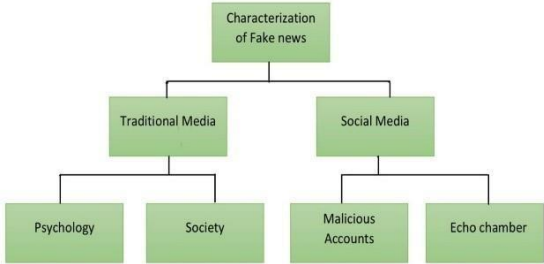 Characterization
of Fake news
Traditional Media
Social Media
Psychology
Society
Malicious
Accounts
Echo chamber